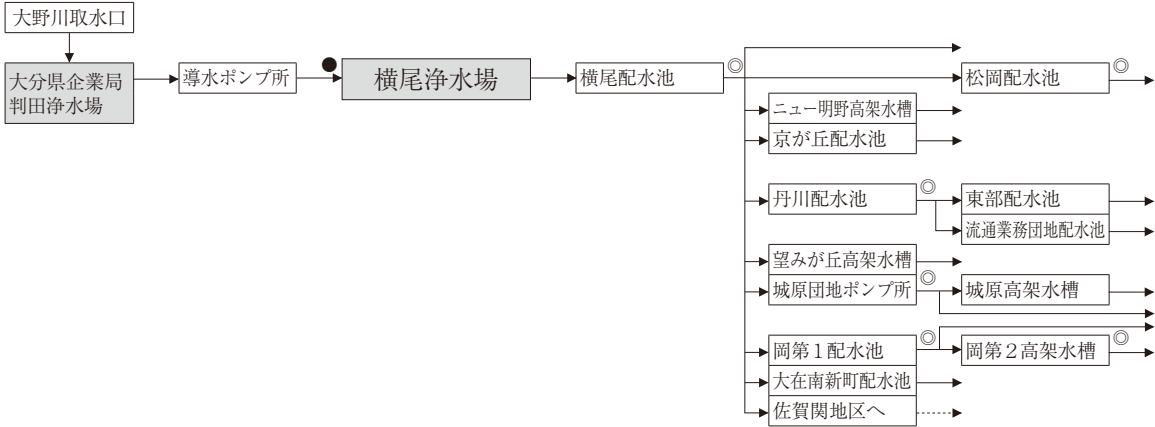 大野川取水口
大分県企業局
判田浄水場
導水ポンプ所
●
横尾浄水場
横尾配水池
◎
松岡配水池
◎
ニュー明野高架水槽
京が丘配水池
丹川配水池
◎
東部配水池
流通業務団地配水池
望みが丘高架水槽
城原団地ポンプ所
◎
城原高架水槽
岡第１配水池
◎
岡第２高架水槽
◎
大在南新町配水池
佐賀関地区へ